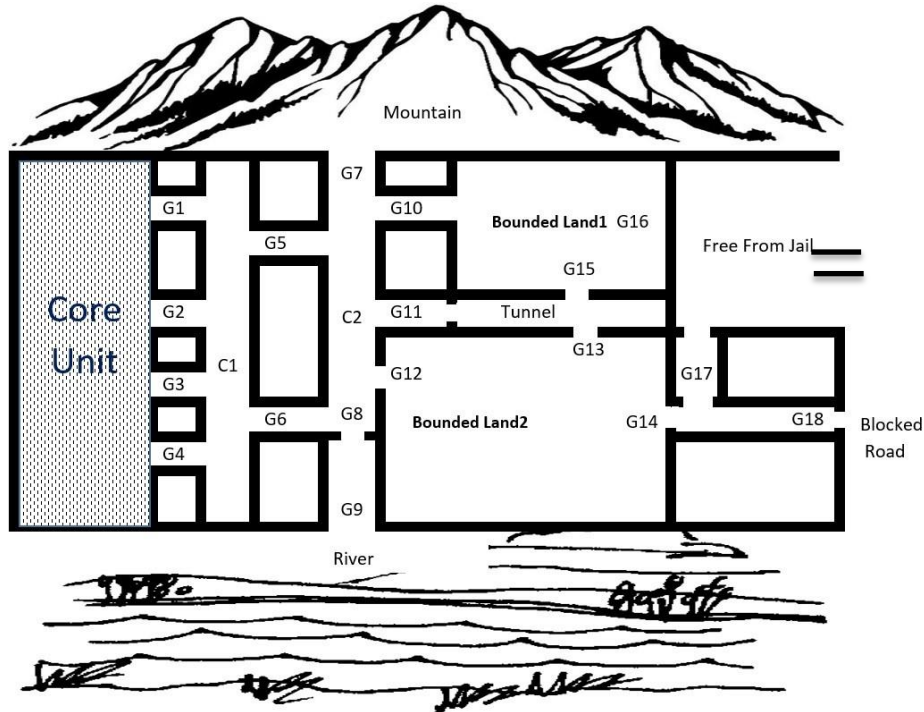 Mountain
G7
G1
G10
Bounded Land1
G16
G5
Free From Jail
G15
Core
Unit
G2
C2
G11
Tunnel
C1
G13
G3
G12
G17
G6
G8
Bounded Land2
G14
G18
Blocked
Road
G4
G9
River